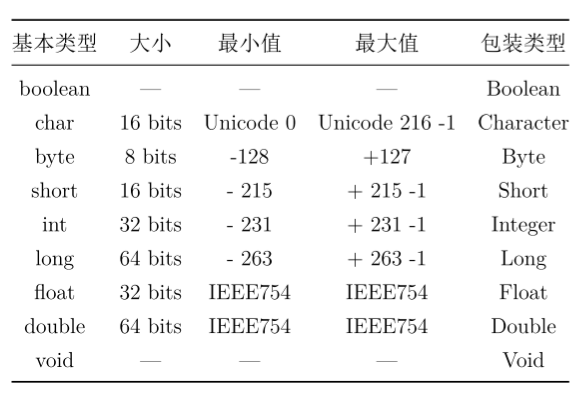 基本类型 大小 最小值 最大值 包装类型
boolean — — — Boolean
char 16 bits Unicode 0 Unicode 216 -1 Character
byte 8 bits -128 +127 Byte
short 16 bits - 215 + 215 -1 Short
int 32 bits - 231 + 231 -1 Integer
long 64 bits - 263 + 263 -1 Long
float 32 bits IEEE754 IEEE754 Float
double 64 bits IEEE754 IEEE754 Double
void — — — Void